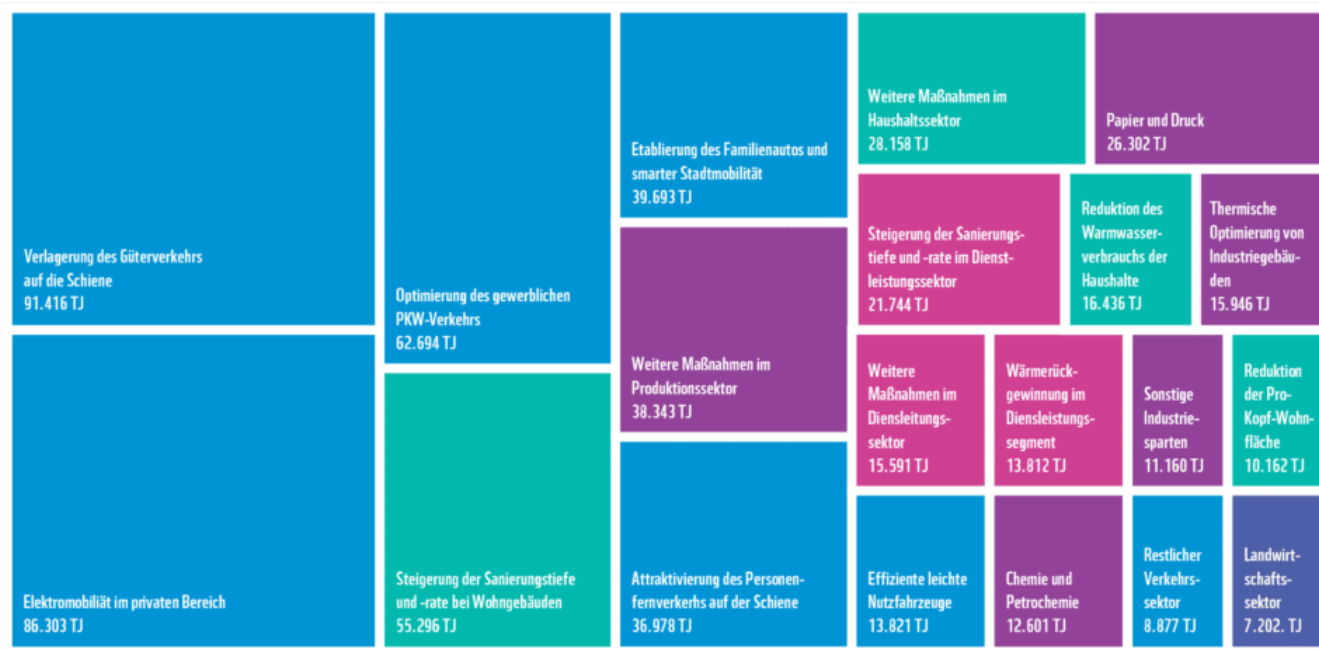 Verlagerung des Güterverkehrs
auf die Schiene
91.416 TJ
Elektromobiliät im privaten Bereich
86.303 TJ
Optimierung des gewerblichen
PKW-Verkehrs
62.694 TJ
Steigerung der Sanierungstiefe
und -rate bei Wohngebäuden
55.296 TJ
Etablierung des Familienautos und
smarter Stadtmobilität
39.693 TJ
Weitere Maßnahmen im
Produktionssektor
38.343 TJ
Attraktivierung des Personen-
fernverkerhs auf der Schiene
36.978 TJ
Weitere Maßnahmen im
Haushaltssektor
28.158 TJ
Papier und Druck
26.302 TJ
Steigerung der Sanierungs-
tiefe und -rate im Dienst-
leistungssektor
21.744 TJ
Reduktion des
Warmwasser-
verbrauchs der
Haushalte
16.436 TJ
Thermische
Optimierung von
Industriegebäu-
den
15.946 TJ
Weitere
Maßnahmen im
Diensleitungs-
sektor
15.591 TJ
Wärmerück-
gewinnung im
Diensleistungs-
segment
13.812 TJ
Sonstige
Industrie-
sparten
11.160 TJ
Reduktion
der Pro-
Kopf-Wohn-
fläche
10.162 TJ
Effiziente leichte
Nutzfahrzeuge
13.821 TJ
Chemie und
Petrochemie
12.601 TJ
Restlicher
Verkehrs-
sektor
8.877 TJ
Landwirt-
schafts-
sektor
7.202. TJ